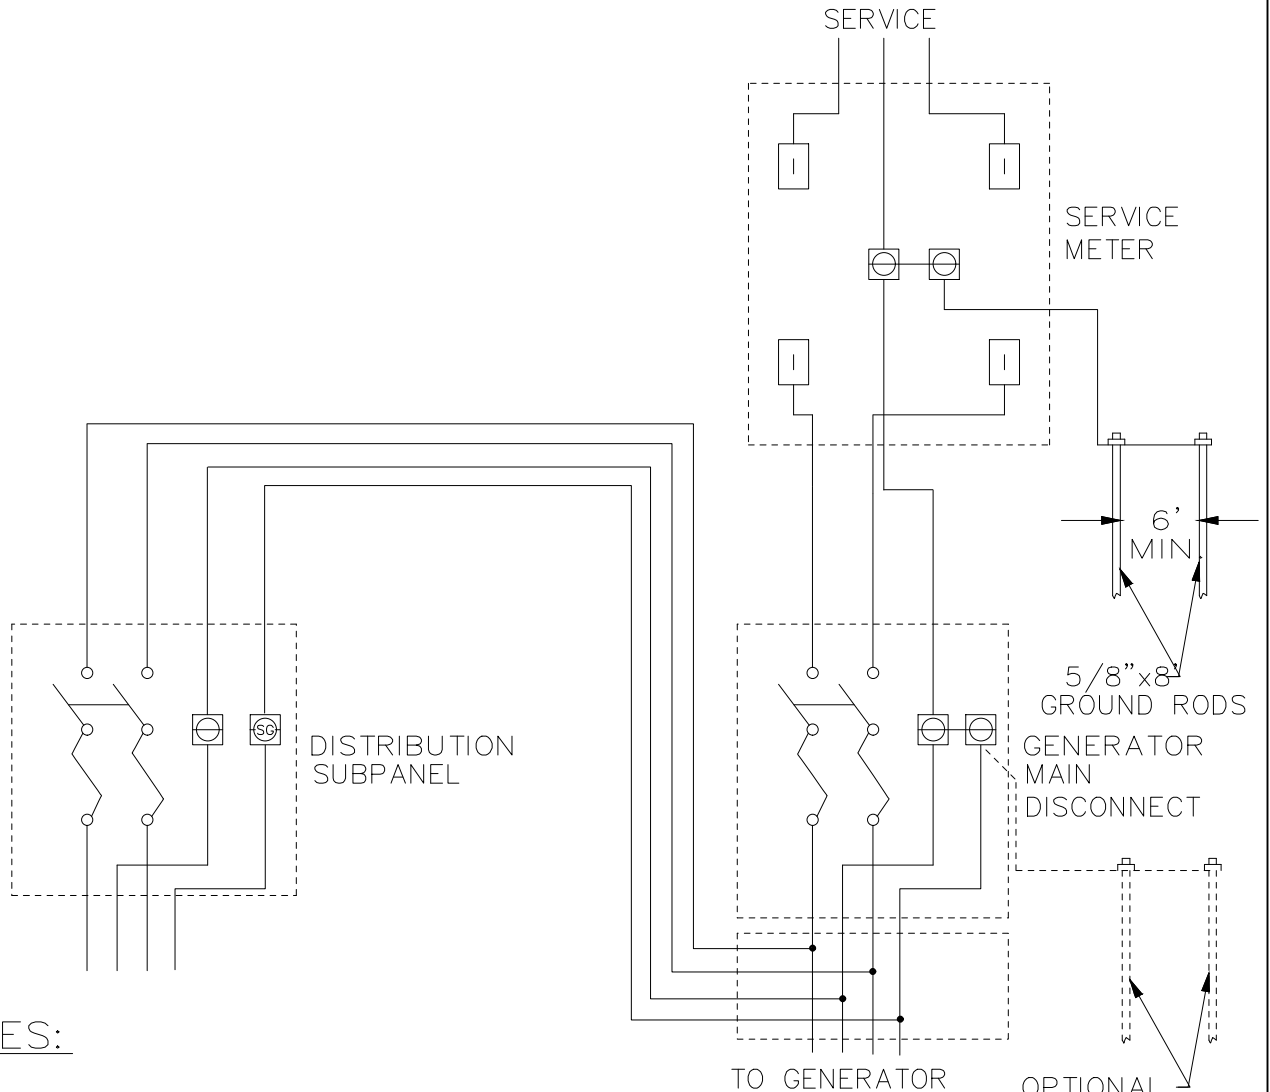 SERVICE
SERVICE
METER
6'
MIN.
5/8"x8'
GROUND RODS
SG
DISTRIBUTION
SUBPANEL
GENERATOR
MAIN
DISCONNECT
ES:
TO GENERATOR
OPTIONAL